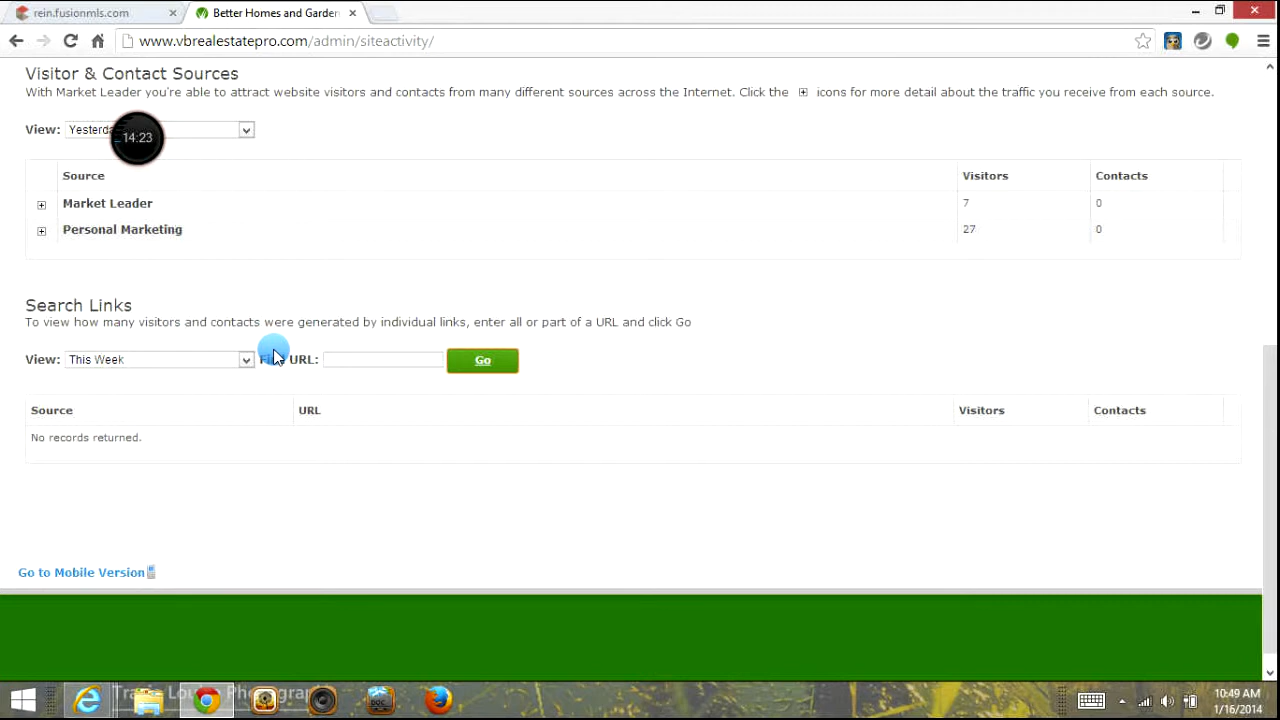 rein.fusionmls.com
Better Homes and Garden
www.vbrealestatepro.com/admin/siteactivity/
Visitor & Contact Sources
With Market Leader you're able to attract website visitors and contacts from many different sources across the Internet. Click the icons for more detail about the traffic you receive from each source.
View: Yesterda
14:23
Source Visitors Contacts
Market Leader 7 0
Personal Marketing 27 0
Search Links
To view how many visitors and contacts were generated by individual links, enter all or part of a URL and click Go
View: This Week URL: Go
Source URL Visitors Contacts
No records returned.
Go to Mobile Version
10:49 AM
1/16/2014